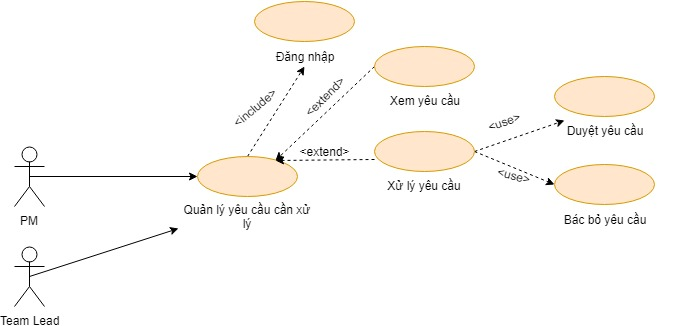 Đăng nhập
<include>
<extend>
Xem yêu cầu
<use>
Duyệt yêu cầu
<extend>
Xử lý yêu cầu
<use>
PM
Quản lý yêu cầu cần xử
lý
Bác bỏ yêu cầu
Team Lead